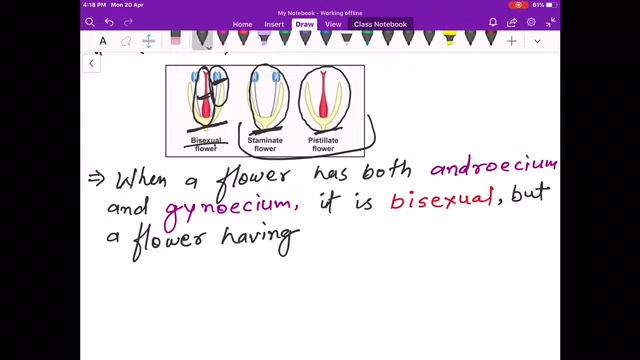 4:18 PM Mon 20 Apr
My Notebook - Working offline
61%
Home Insert Draw View Class Notebook
A
Bisexual flower
Staminate flower
Pistillate flower
⇒ When a flower has both androecium
and gynoecium, it is bisexual, but
a flower having